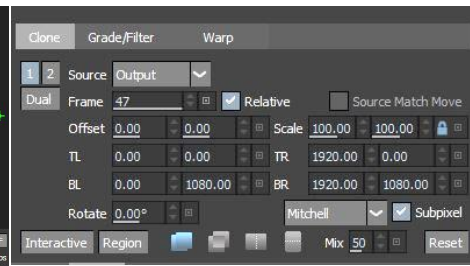 Clone Grade/Filter Warp
1 2 Source Output
Dual Frame 47 Relative Source Match Move
Offset 0.00 0.00 Scale 100.00 100.00
TL 0.00 0.00 TR 1920.00 0.00
BL 0.00 1080.00 BR 1920.00 1080.00
Rotate 0.00° Mitchell Subpixel
Interactive Region Mix 50 Reset